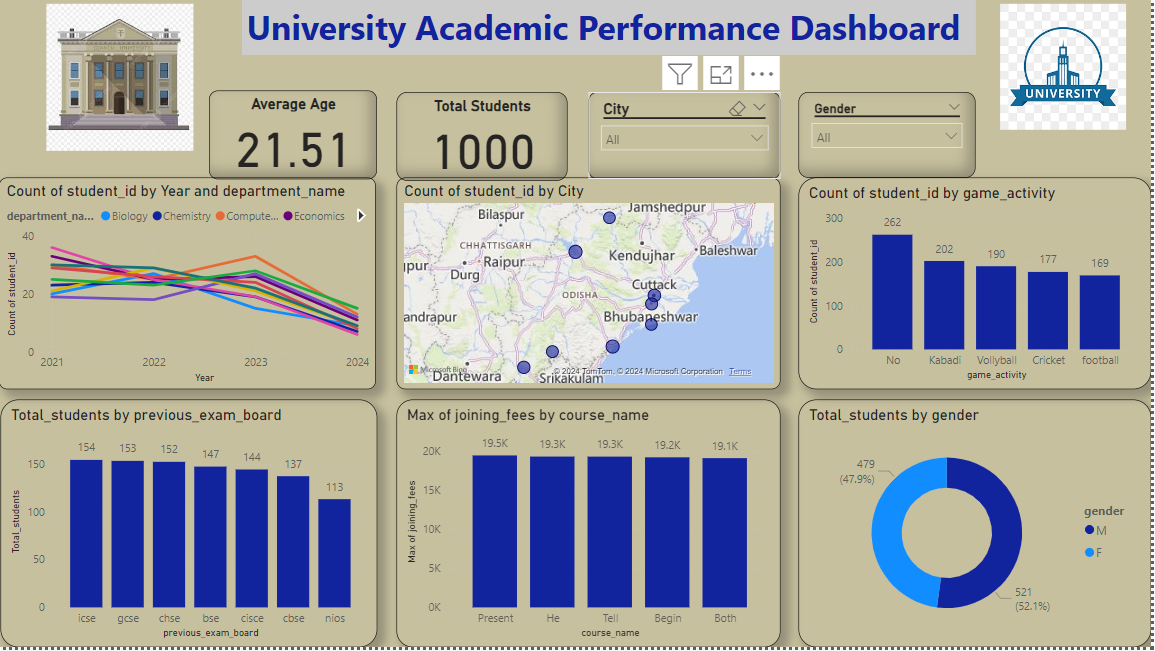 University Academic Performance Dashboard
UNIVERSITY
Average Age
21.51
Total Students
1000
City
All
Gender
All
Count of student_id by Year and department_name
department_na...
Biology
Chemistry
Compute...
Economics
Count of student_id
40
20
0
2021
2022
2023
2024
Year
Count of student_id by City
Bilaspur
Jamshedpur
CHHATTISGARH
Raipur
Durg
Kendujhar
Baleshwar
Cuttack
ODISHA
Bhubaneshwar
andrapur
Dantewara
Srikakulam
Microsoft Bing
© 2024 TomTom, © 2024 Microsoft Corporation
Terms
Count of student_id by game_activity
Count of student_id
300
200
100
0
262
202
190
177
169
No
Kabadi
Vollyball
Cricket
football
game_activity
Total_students by previous_exam_board
Total_students
150
100
50
0
154
153
152
147
144
137
113
icse
gcse
chse
bse
cisce
cbse
nios
previous_exam_board
Max of joining_fees by course_name
Max of joining_fees
20K
15K
10K
5K
0K
19.5K
19.3K
19.3K
19.2K
19.1K
Present
He
Tell
Begin
Both
course_name
Total_students by gender
479
(47.9%)
521
(52.1%)
gender
M
F